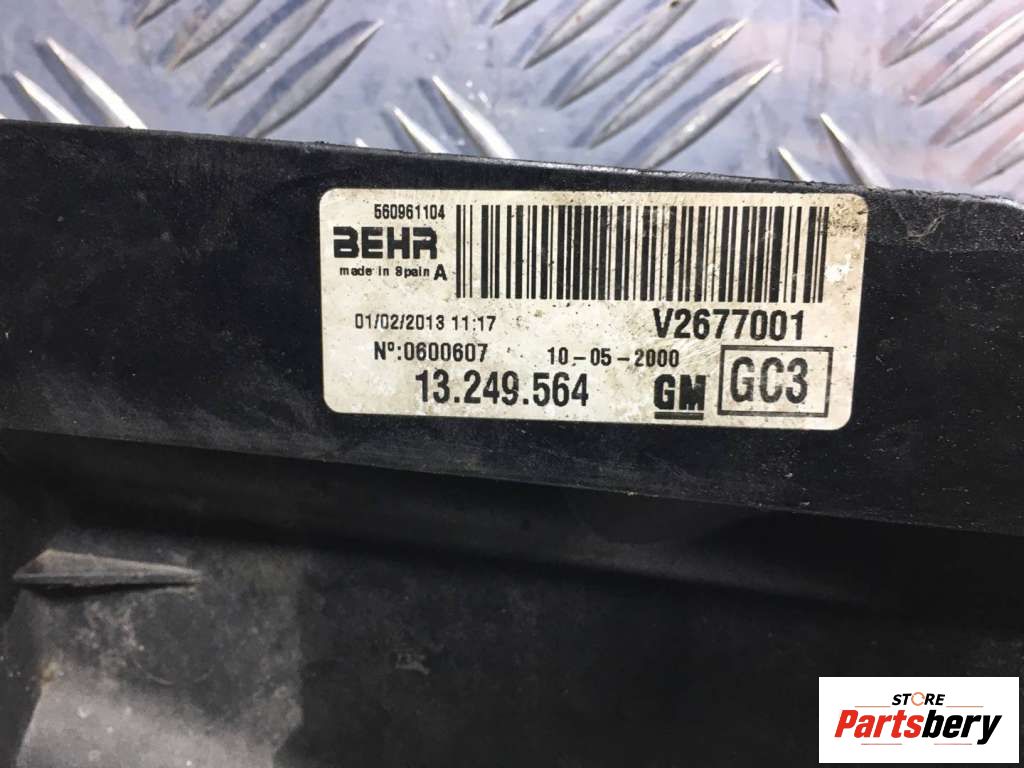 560961104
BEHR
made in Spain A
01/02/2013 11:17 V2677001
Nº:0600607 10-05-2000
13.249.564 GM GC3
STORE
Partsbery